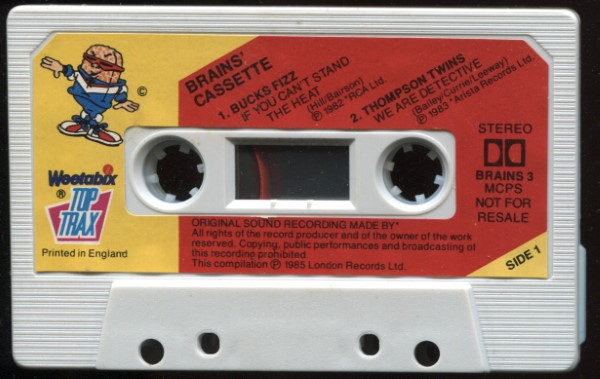 BRAINS'
CASSETTE
1. BUCKS FIZZ
IF YOU CAN'T STAND
THE HEAT
(Hill/Bairson)
℗ 1982 *RCA Ltd.
2. THOMPSON TWINS
WE ARE DETECTIVE
(Bailey/Currie/Leeway)
℗ 1983 *Arista Records Ltd.
©
Weetabix
®
TOP
TRAX
Printed in England
STEREO
BRAINS 3
MCPS
NOT FOR
RESALE
SIDE 1
ORIGINAL SOUND RECORDING MADE BY*
All rights of the record producer and of the owner of the work
reserved. Copying, public performances and broadcasting of
this recording prohibited.
This compilation ℗ 1985 London Records Ltd.